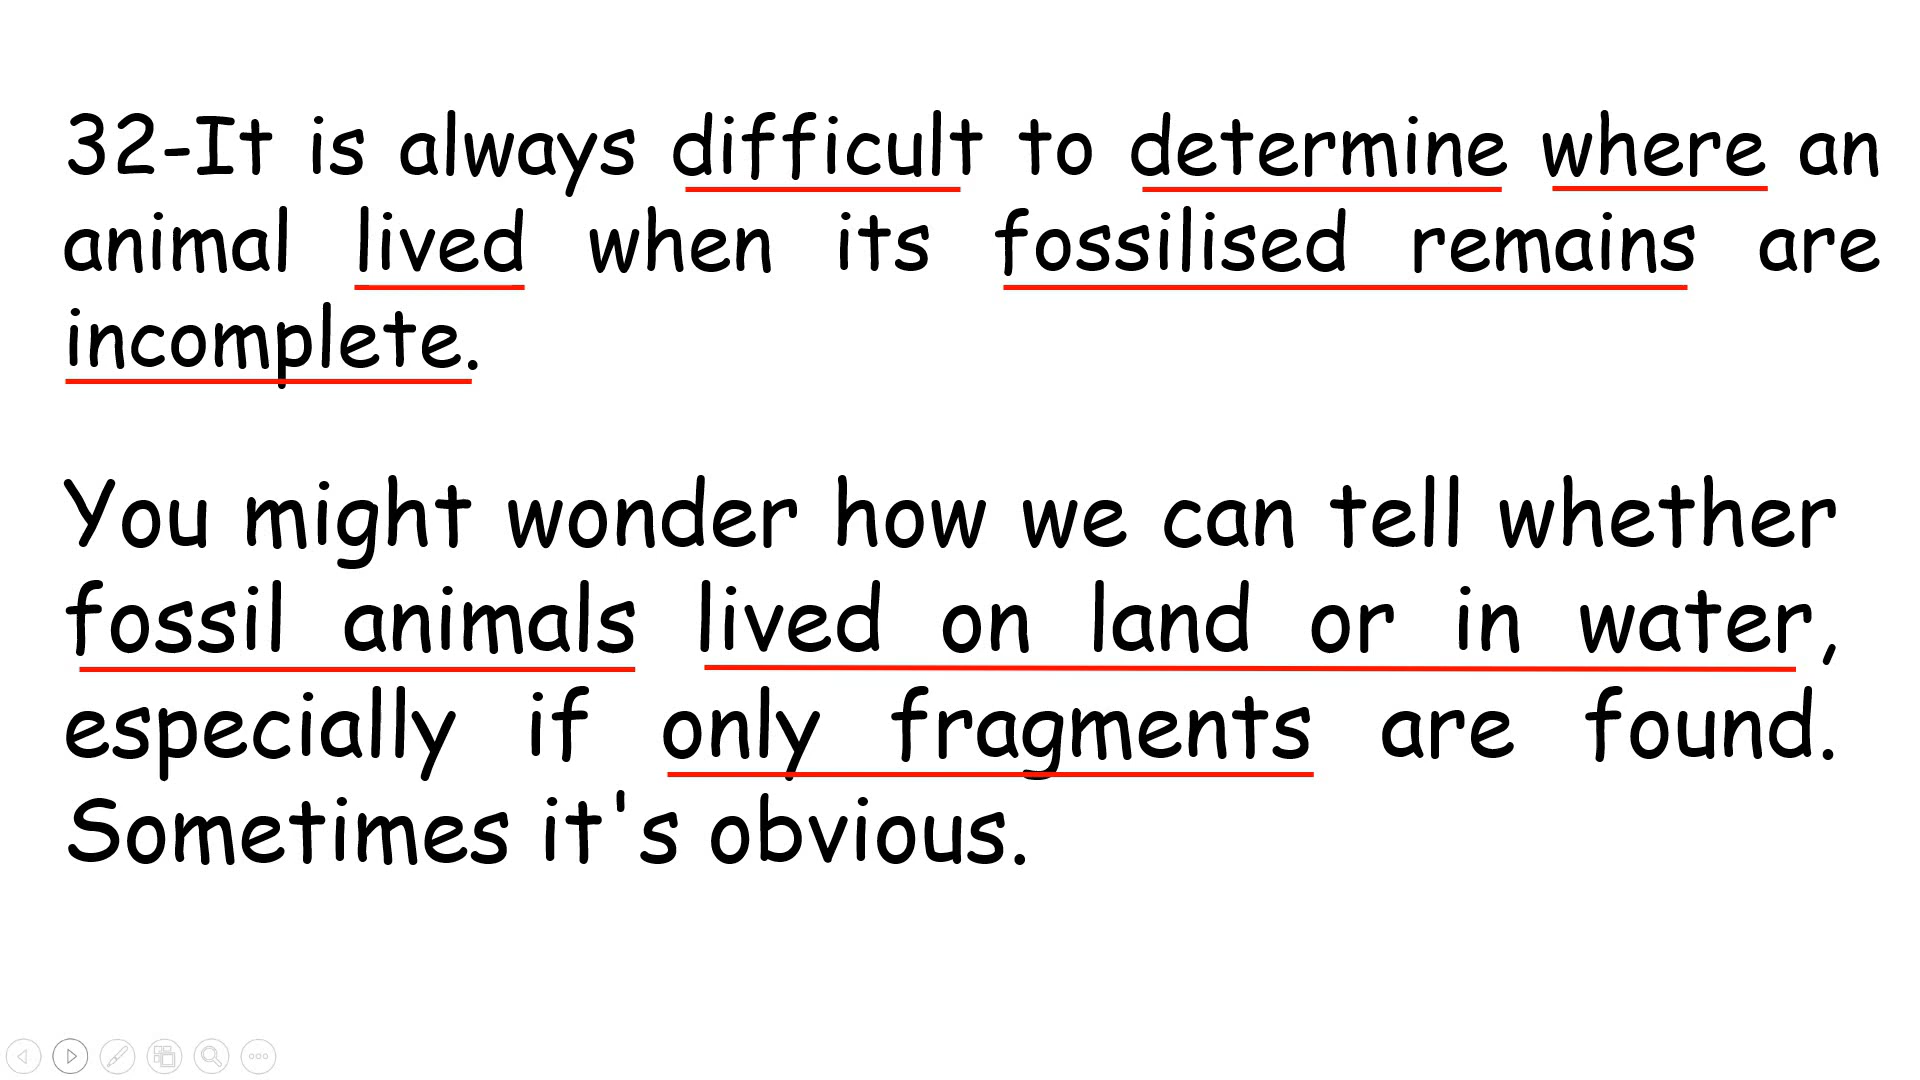 32-It is always difficult to determine where an
animal lived when its fossilised remains are
incomplete.
You might wonder how we can tell whether
fossil animals lived on land or in water,
especially if only fragments are found.
Sometimes it's obvious.